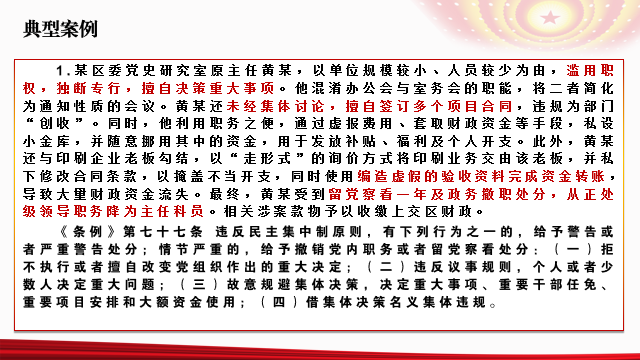 典型案例
1.某区委党史研究室原主任黄某，以单位规模较小、人员较少为由，滥用职
权，独断专行，擅自决策重大事项。他混淆办公会与室务会的职能，将二者简化
为通知性质的会议。黄某还未经集体讨论，擅自签订多个项目合同，违规为部门
“创收”。同时，他利用职务之便，通过虚报费用、套取财政资金等手段，私设
小金库，并随意挪用其中的资金，用于发放补贴、福利及个人开支。此外，黄某
还与印刷企业老板勾结，以“走形式”的询价方式将印刷业务交由该老板，并私
下修改合同条款，以掩盖不当开支，同时使用编造虚假的验收资料完成资金转账，
导致大量财政资金流失。最终，黄某受到留党察看一年及政务撤职处分，从正处
级领导职务降为主任科员。相关涉案款物予以收缴上交区财政。
《条例》第七十七条 违反民主集中制原则，有下列行为之一的，给予警告或
者严重警告处分；情节严重的，给予撤销党内职务或者留党察看处分：（一）拒
不执行或者擅自改变党组织作出的重大决定；（二）违反议事规则，个人或者少
数人决定重大问题；（三）故意规避集体决策，决定重大事项、重要干部任免、
重要项目安排和大额资金使用；（四）借集体决策名义集体违规。